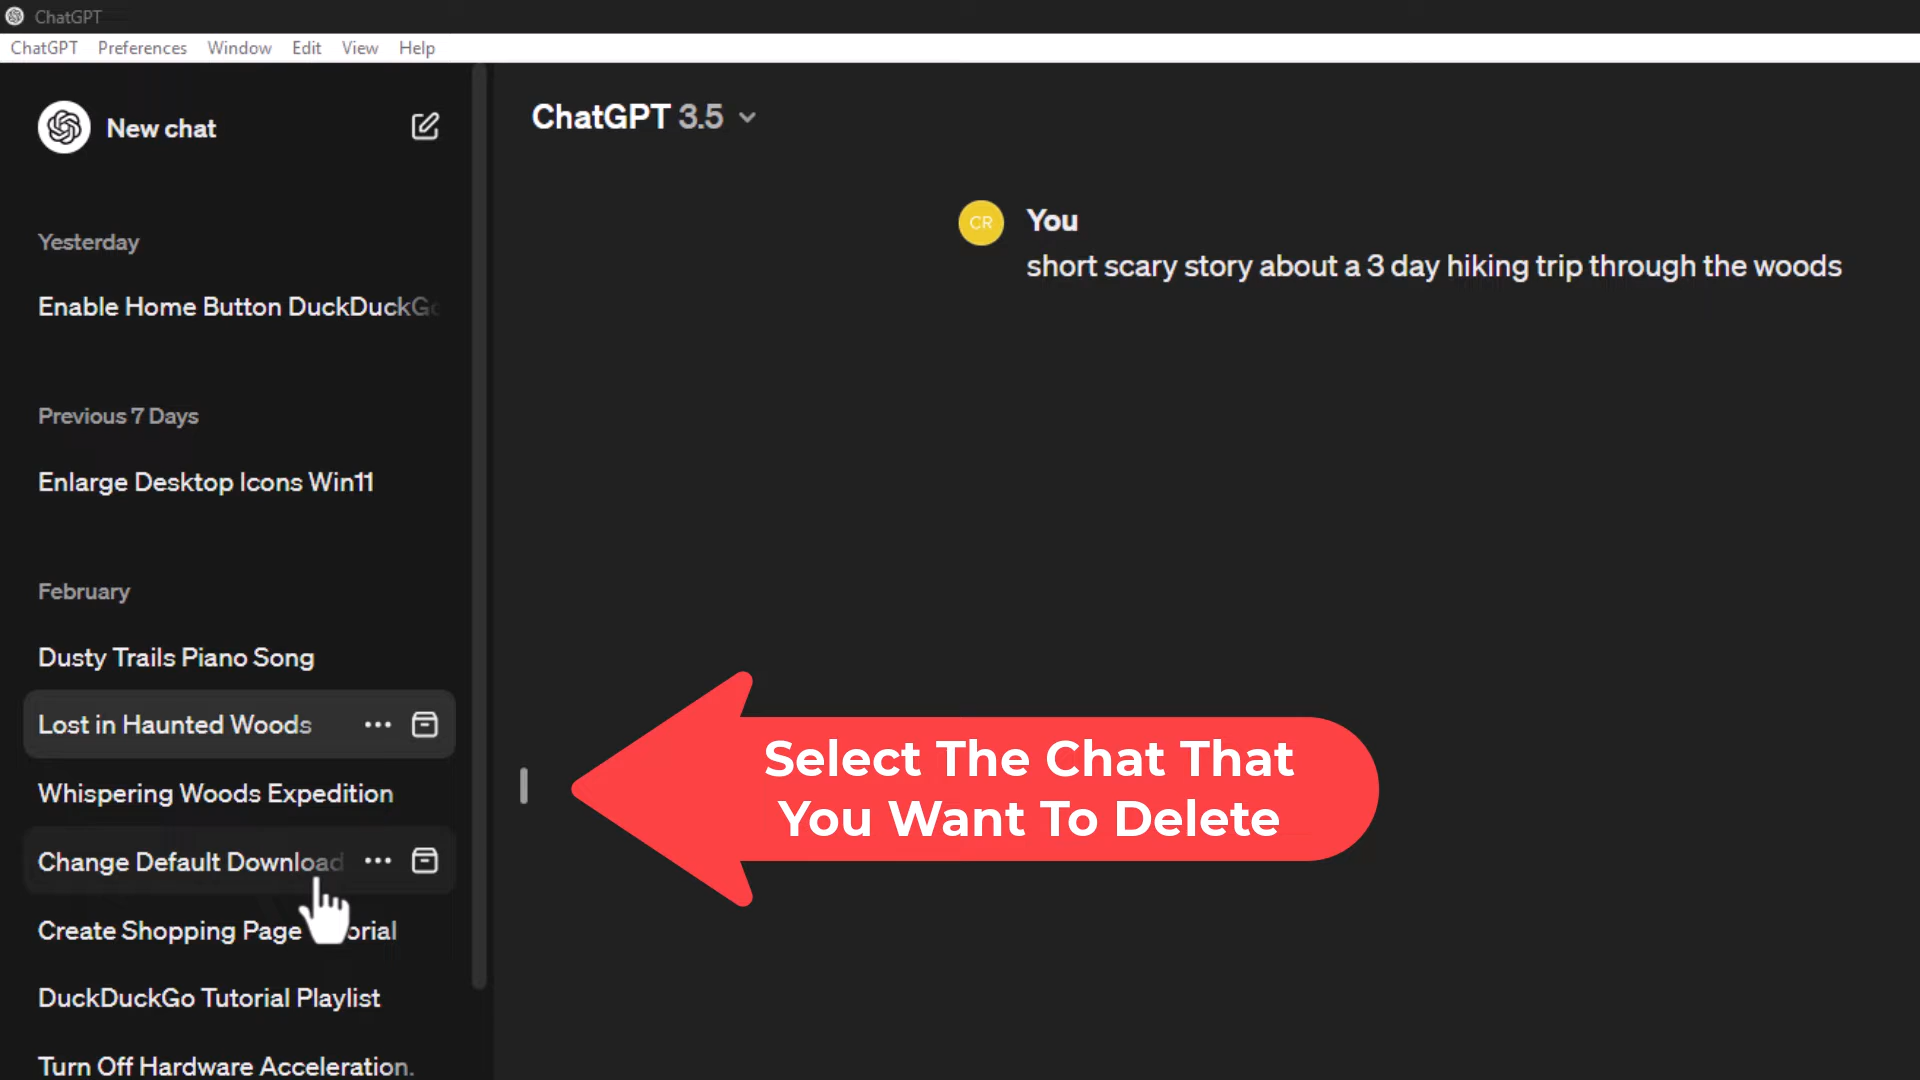 ChatGPT
ChatGPT Preferences Window Edit View Help
New chat
ChatGPT 3.5
CR
You
short scary story about a 3 day hiking trip through the woods
Yesterday
Enable Home Button DuckDuckGo
Previous 7 Days
Enlarge Desktop Icons Win11
February
Dusty Trails Piano Song
Lost in Haunted Woods
Whispering Woods Expedition
Change Default Download
Create Shopping Page orial
DuckDuckGo Tutorial Playlist
Turn Off Hardware Acceleration.
Select The Chat That
You Want To Delete